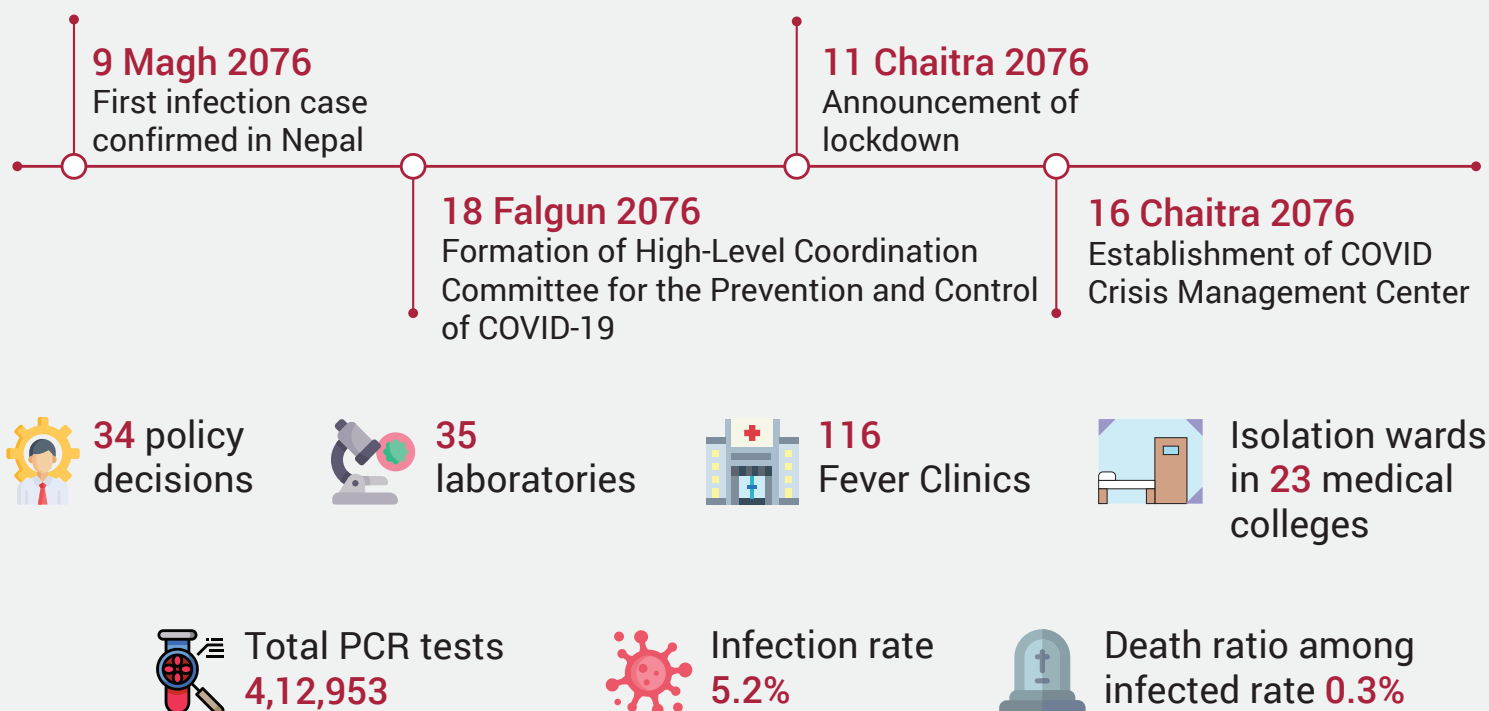 9 Magh 2076
First infection case
confirmed in Nepal
18 Falgun 2076
Formation of High-Level Coordination
Committee for the Prevention and Control
of COVID-19
11 Chaitra 2076
Announcement of
lockdown
16 Chaitra 2076
Establishment of COVID
Crisis Management Center
34 policy
decisions
35
laboratories
116
Fever Clinics
Isolation wards
in 23 medical
colleges
Total PCR tests
4,12,953
Infection rate
5.2%
Death ratio among
infected rate 0.3%